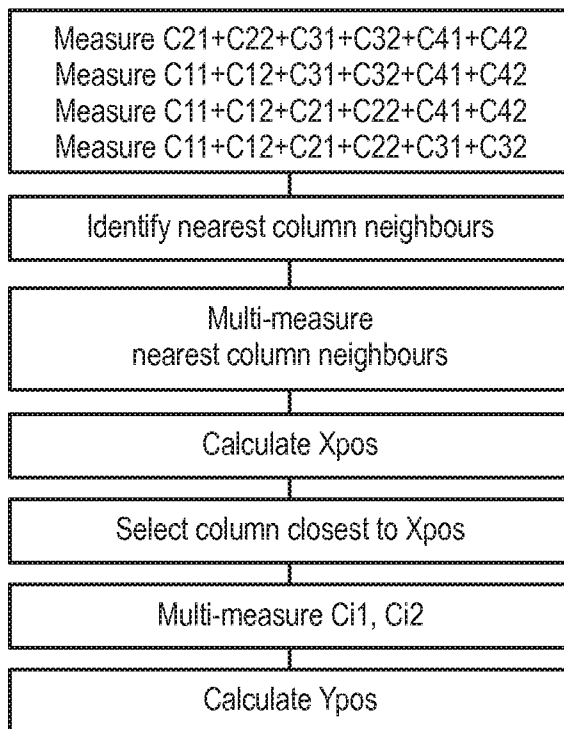 Measure C21+C22+C31+C32+C41+C42
Measure C11+C12+C31+C32+C41+C42
Measure C11+C12+C21+C22+C41+C42
Measure C11+C12+C21+C22+C31+C32
Identify nearest column neighbours
Multi-measure
nearest column neighbours
Calculate Xpos
Select column closest to Xpos
Multi-measure Ci1, Ci2
Calculate Ypos